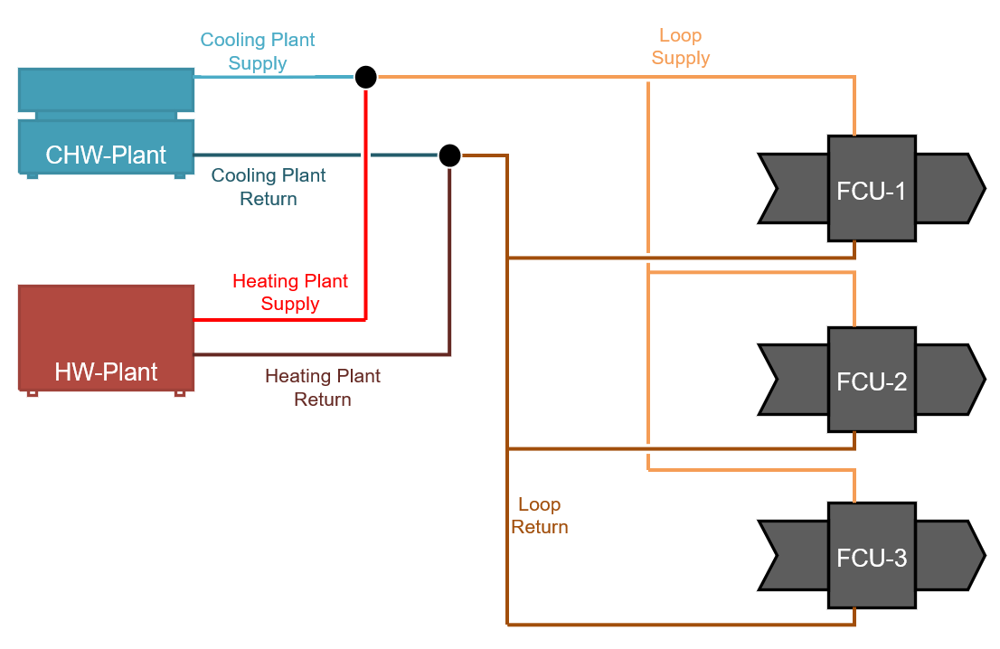 Cooling Plant
Supply
Loop
Supply
CHW-Plant
Cooling Plant
Return
FCU-1
Heating Plant
Supply
HW-Plant
Heating Plant
Return
FCU-2
Loop
Return
FCU-3